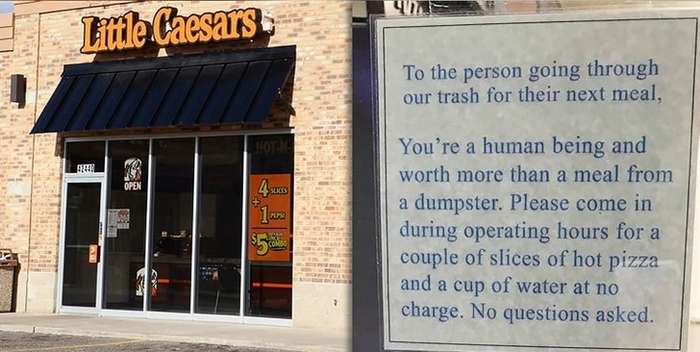 Little Caesars
HOT-N-
42440
OPEN
4 SLICES
+
1 PEPSI
$5
COMBO
To the person going through
our trash for their next meal,
You're a human being and
worth more than a meal from
a dumpster. Please come in
during operating hours for a
couple of slices of hot pizza
and a cup of water at no
charge. No questions asked.